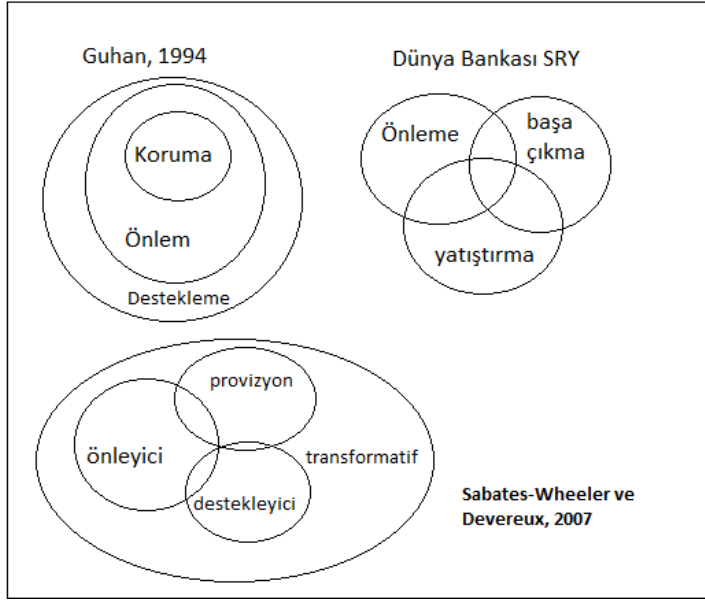 Guhan, 1994
Koruma
Önlem
Destekleme
Dünya Bankası SRY
Önleme
başa
çıkma
yatıştırma
provizyon
önleyici
transformatif
destekleyici
Sabates-Wheeler ve
Devereux, 2007